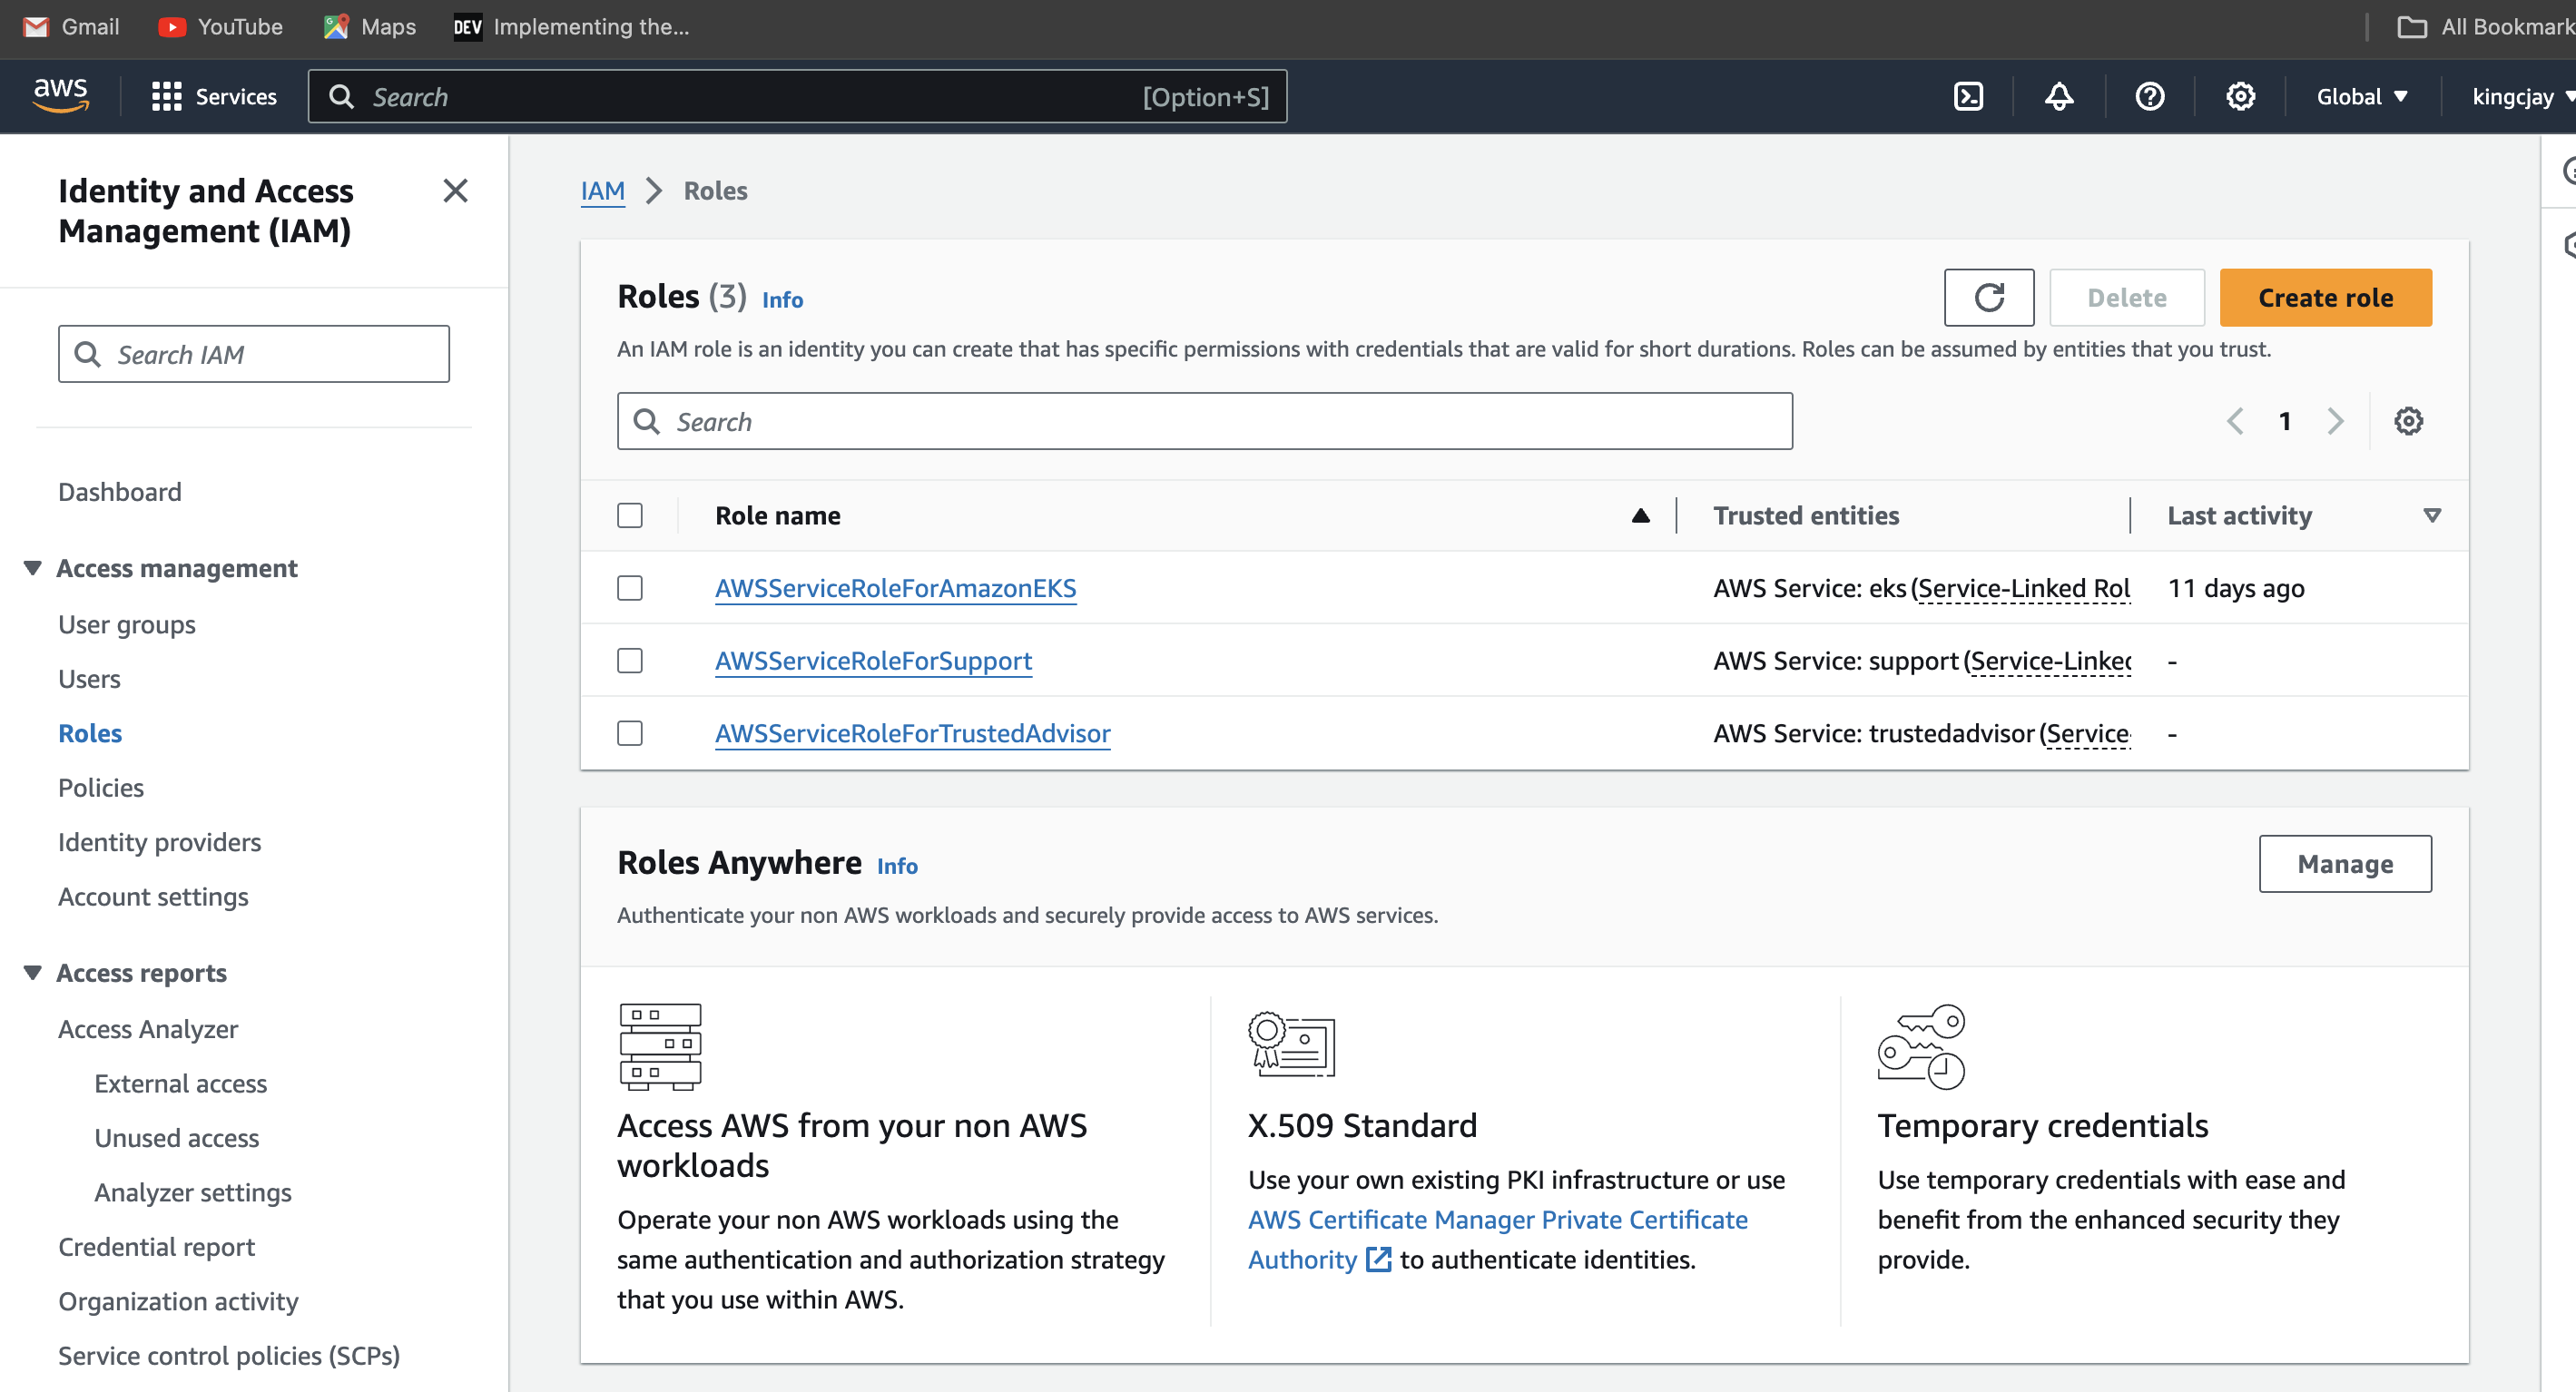 Gmail YouTube Maps DEV Implementing the... All Bookmark
aws Services Search [Option+S] Global kingcjay
Identity and Access
Management (IAM)
Search IAM
Dashboard
Access management
User groups
Users
Roles
Policies
Identity providers
Account settings
Access reports
Access Analyzer
External access
Unused access
Analyzer settings
Credential report
Organization activity
Service control policies (SCPs)
IAM > Roles
Roles (3) Info
Delete Create role
An IAM role is an identity you can create that has specific permissions with credentials that are valid for short durations. Roles can be assumed by entities that you trust.
Search 1
Role name Trusted entities Last activity
AWSServiceRoleForAmazonEKS AWS Service: eks (Service-Linked Rol 11 days ago
AWSServiceRoleForSupport AWS Service: support (Service-Linked -
AWSServiceRoleForTrustedAdvisor AWS Service: trustedadvisor (Service- -
Roles Anywhere Info
Manage
Authenticate your non AWS workloads and securely provide access to AWS services.
Access AWS from your non AWS
workloads
Operate your non AWS workloads using the
same authentication and authorization strategy
that you use within AWS.
X.509 Standard
Use your own existing PKI infrastructure or use
AWS Certificate Manager Private Certificate
Authority to authenticate identities.
Temporary credentials
Use temporary credentials with ease and
benefit from the enhanced security they
provide.